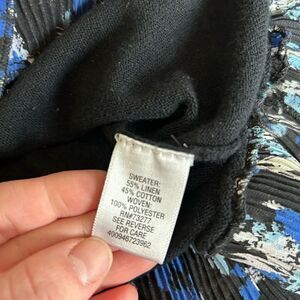 SWEATER:
55% LINEN
45% COTTON
WOVEN:
100% POLYESTER
RN#73277
SEE REVERSE
FOR CARE
400946723962